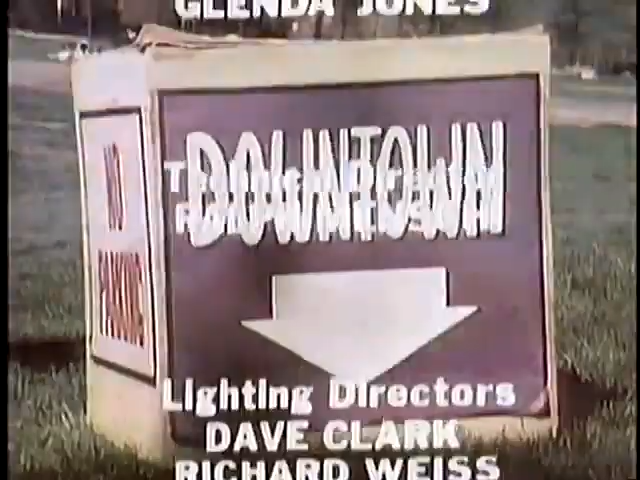 GLENDA JONES
NO
PARKING
DOWNTOWN
Lighting Directors
DAVE CLARK
RICHARD WEISS